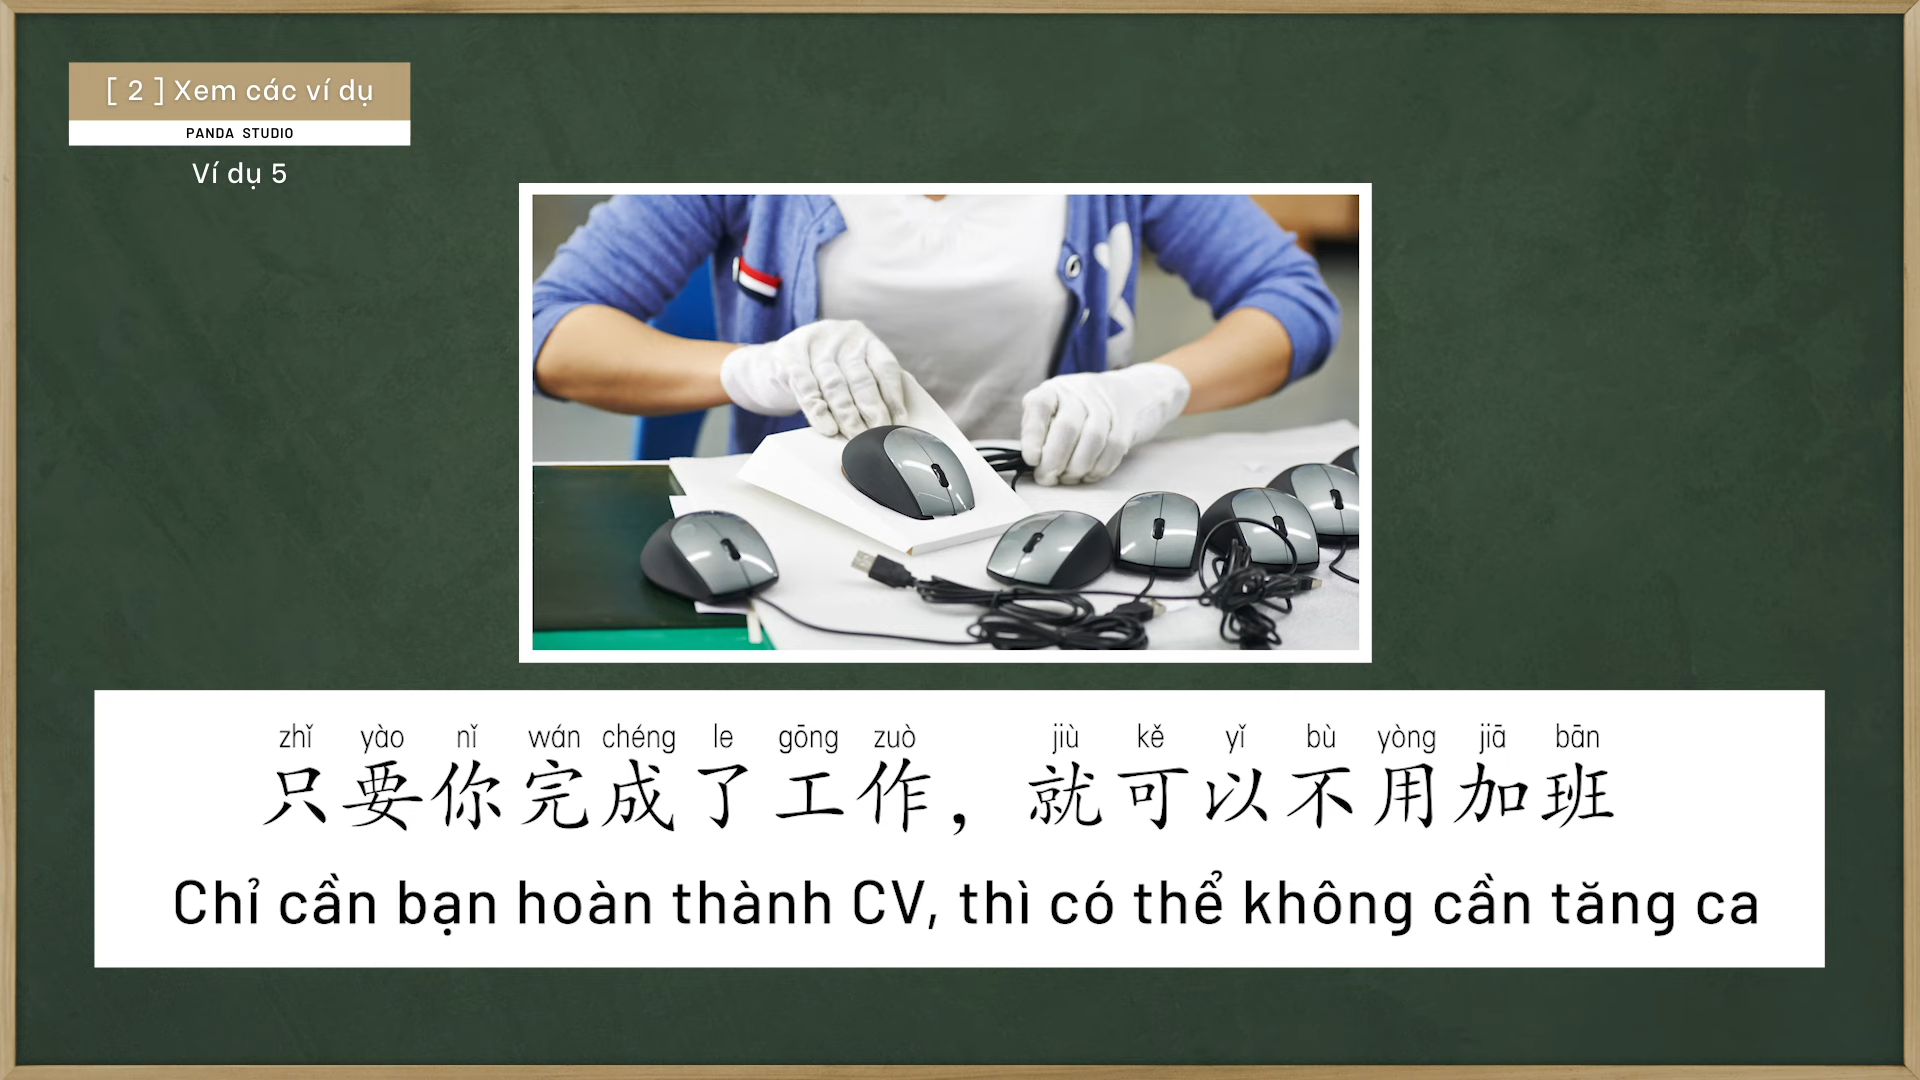 [ 2 ] Xem các ví dụ
PANDA STUDIO
Ví dụ 5
zhǐ yào nǐ wán chéng le gōng zuò jiù kě yǐ bù yòng jiā bān
只要你完成了工作，就可以不用加班
Chỉ cần bạn hoàn thành CV, thì có thể không cần tăng ca